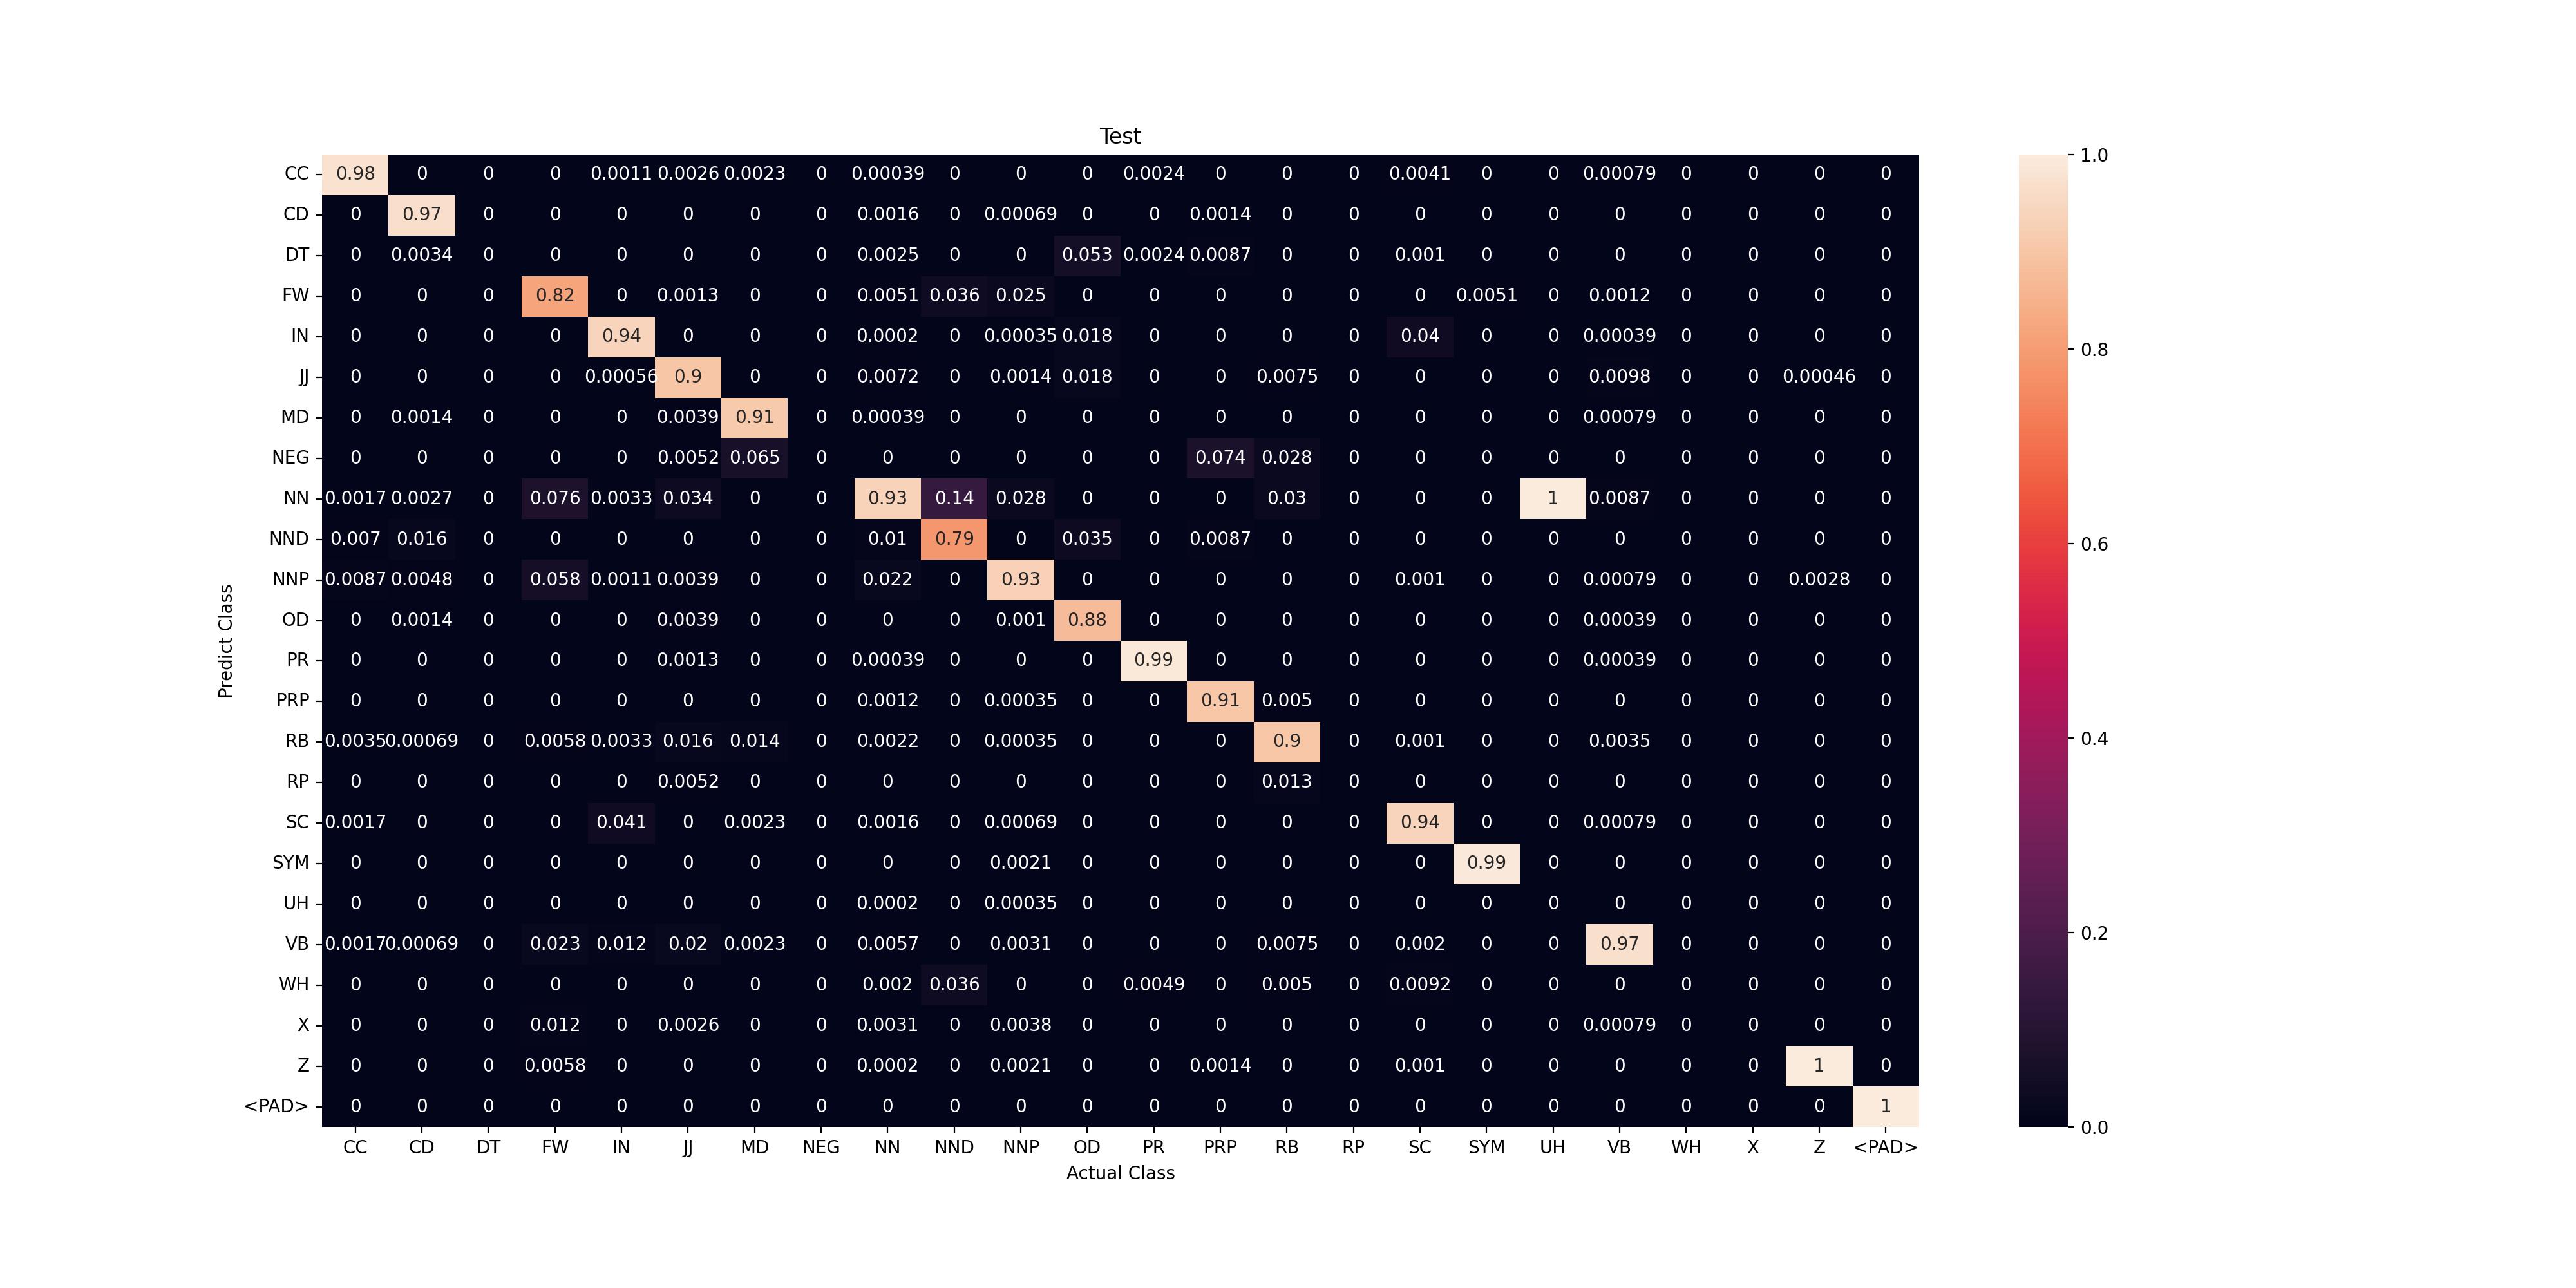 Test
CC 0.98 0 0 0 0.0011 0.0026 0.0023 0 0.00039 0 0 0 0.0024 0 0 0 0.0041 0 0 0.00079 0 0 0 0 1.0
CD 0 0.97 0 0 0 0 0 0 0.0016 0 0.00069 0 0 0.0014 0 0 0 0 0 0 0 0 0 0
DT 0 0.0034 0 0 0 0 0 0 0.0025 0 0 0.053 0.0024 0.0087 0 0 0.001 0 0 0 0 0 0 0
FW 0 0 0 0.82 0 0.0013 0 0 0.0051 0.036 0.025 0 0 0 0 0 0 0.0051 0 0.0012 0 0 0 0
IN 0 0 0 0 0.94 0 0 0 0.0002 0 0.00035 0.018 0 0 0 0 0.04 0 0 0.00039 0 0 0 0
0.8
JJ 0 0 0 0 0.00056 0.9 0 0 0.0072 0 0.0014 0.018 0 0 0.0075 0 0 0 0 0.0098 0 0 0.00046 0
MD 0 0.0014 0 0 0 0.0039 0.91 0 0.00039 0 0 0 0 0 0 0 0 0 0 0.00079 0 0 0 0
NEG 0 0 0 0 0 0.0052 0.065 0 0 0 0 0 0 0.074 0.028 0 0 0 0 0 0 0 0 0
NN 0.0017 0.0027 0 0.076 0.0033 0.034 0 0 0.93 0.14 0.028 0 0 0 0.03 0 0 0 1 0.0087 0 0 0 0
NND 0.007 0.016 0 0 0 0 0 0 0.01 0.79 0 0.035 0 0.0087 0 0 0 0 0 0 0 0 0 0
0.6
NNP 0.0087 0.0048 0 0.058 0.0011 0.0039 0 0 0.022 0 0.93 0 0 0 0 0 0.001 0 0 0.00079 0 0 0.0028 0
OD 0 0.0014 0 0 0 0.0039 0 0 0 0 0.001 0.88 0 0 0 0 0 0 0 0.00039 0 0 0 0
Predict Class
PR 0 0 0 0 0 0.0013 0 0 0.00039 0 0 0 0.99 0 0 0 0 0 0 0.00039 0 0 0 0
PRP 0 0 0 0 0 0 0 0 0.0012 0 0.00035 0 0 0.91 0.005 0 0 0 0 0 0 0 0 0
RB 0.0035 0.00069 0 0.0058 0.0033 0.016 0.014 0 0.0022 0 0.00035 0 0 0 0.9 0 0.001 0 0 0.0035 0 0 0 0
0.4
RP 0 0 0 0 0 0.0052 0 0 0 0 0 0 0 0 0.013 0 0 0 0 0 0 0 0 0
SC 0.0017 0 0 0 0.041 0 0.0023 0 0.0016 0 0.00069 0 0 0 0 0 0.94 0 0 0.00079 0 0 0 0
SYM 0 0 0 0 0 0 0 0 0 0 0.0021 0 0 0 0 0 0 0.99 0 0 0 0 0 0
UH 0 0 0 0 0 0 0 0 0.0002 0 0.00035 0 0 0 0 0 0 0 0 0 0 0 0 0
0.2
VB 0.0017 0.00069 0 0.023 0.012 0.02 0.0023 0 0.0057 0 0.0031 0 0 0 0.0075 0 0.002 0 0 0.97 0 0 0 0
WH 0 0 0 0 0 0 0 0 0.002 0.036 0 0 0.0049 0 0.005 0 0.0092 0 0 0 0 0 0 0
X 0 0 0 0.012 0 0.0026 0 0 0.0031 0 0.0038 0 0 0 0 0 0 0 0 0.00079 0 0 0 0
Z 0 0 0 0.0058 0 0 0 0 0.0002 0 0.0021 0 0 0.0014 0 0 0.001 0 0 0 0 0 1 0
<PAD> 0 0 0 0 0 0 0 0 0 0 0 0 0 0 0 0 0 0 0 0 0 0 0 1
0.0
CC CD DT FW IN JJ MD NEG NN NND NNP OD PR PRP RB RP SC SYM UH VB WH X Z <PAD>
Actual Class